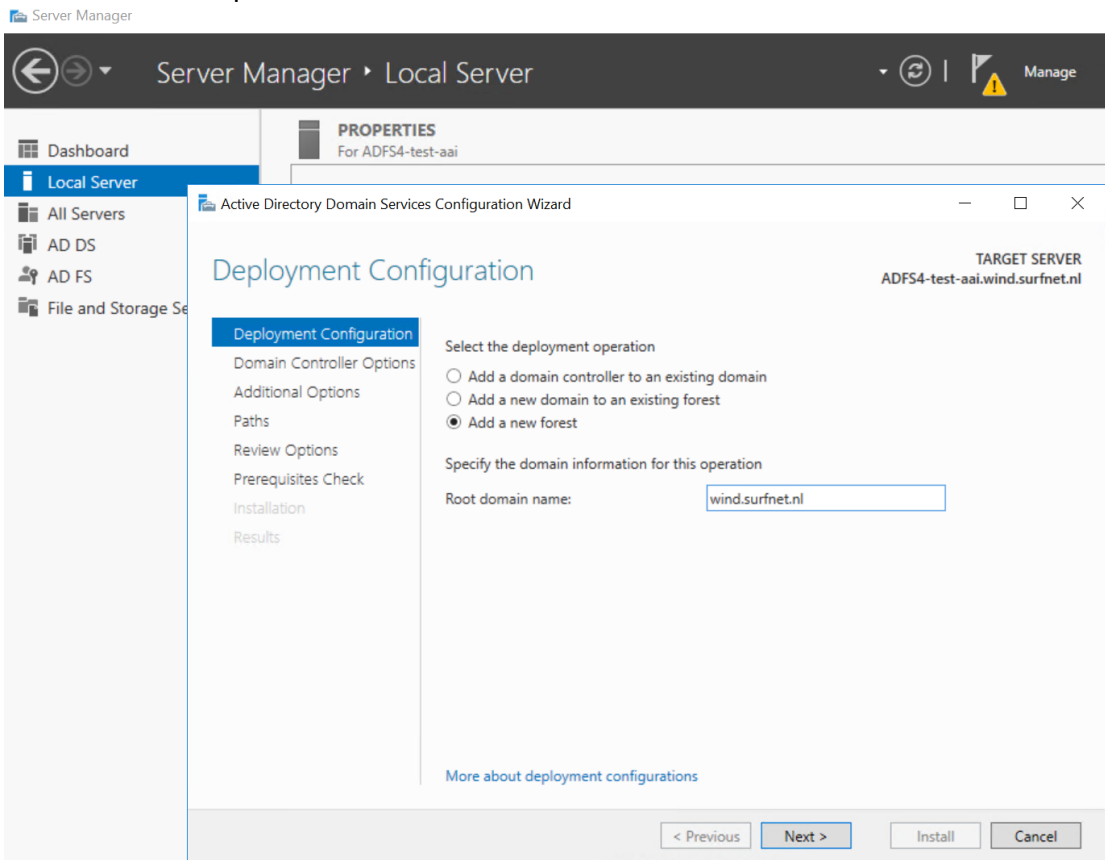 Server Manager
Server Manager ‣ Local Server
Manage
Dashboard
Local Server
All Servers
AD DS
AD FS
File and Storage Se
PROPERTIES
For ADFS4-test-aai
Active Directory Domain Services Configuration Wizard
Deployment Configuration
TARGET SERVER
ADFS4-test-aai.wind.surfnet.nl
Deployment Configuration
Domain Controller Options
Additional Options
Paths
Review Options
Prerequisites Check
Installation
Results
Select the deployment operation
Add a domain controller to an existing domain
Add a new domain to an existing forest
Add a new forest
Specify the domain information for this operation
Root domain name: wind.surfnet.nl
More about deployment configurations
< Previous Next > Install Cancel